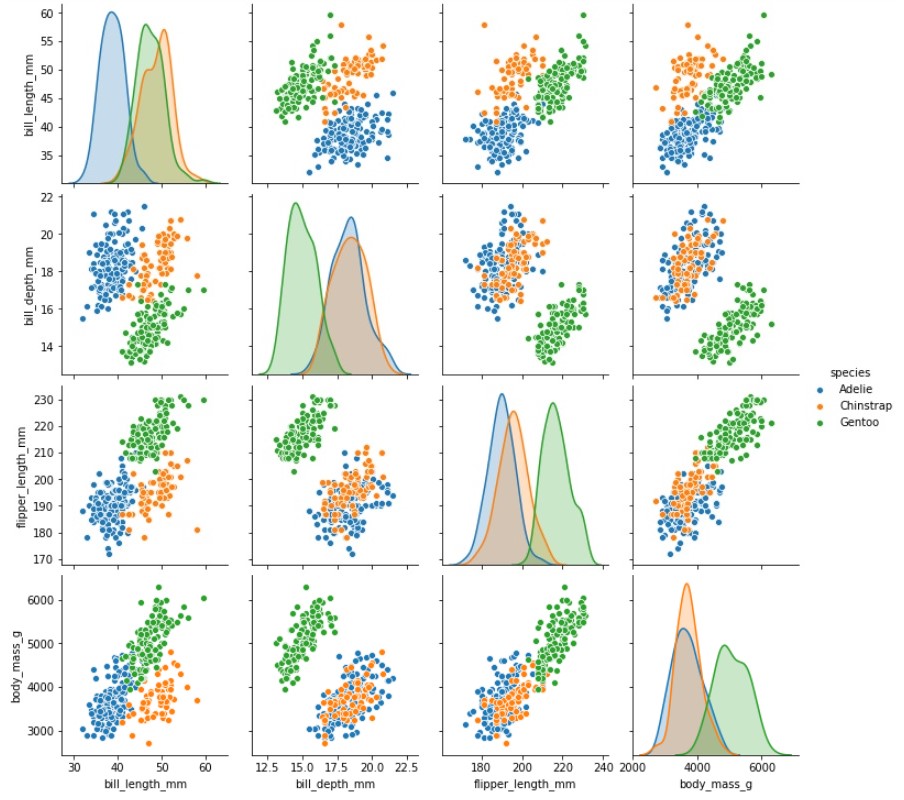 60
55
50
45
40
35
bill_length_mm
22
20
18
16
14
bill_depth_mm
species
Adelie
Chinstrap
Gentoo
230
220
210
200
190
180
170
flipper_length_mm
6000
5000
4000
3000
body_mass_g
30 40 50 60
12.5 15.0 17.5 20.0 22.5
180 200 220 240
2000 4000 6000
bill_length_mm
bill_depth_mm
flipper_length_mm
body_mass_g